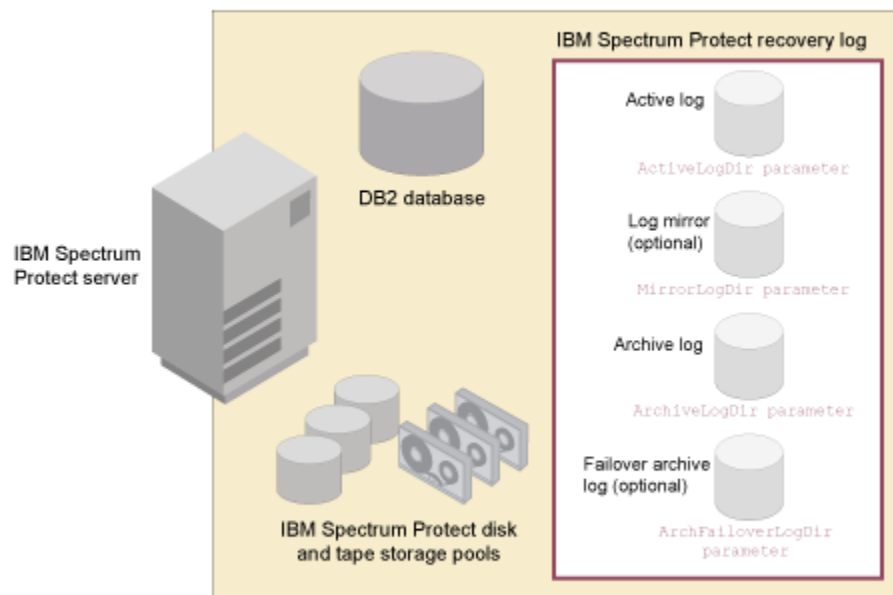 IBM Spectrum Protect recovery log
Active log
ActiveLogDir parameter
DB2 database
Log mirror
(optional)
MirrorLogDir parameter
IBM Spectrum
Protect server
Archive log
ArchiveLogDir parameter
Failover archive
log (optional)
ArchFailoverLogDir
parameter
IBM Spectrum Protect disk
and tape storage pools